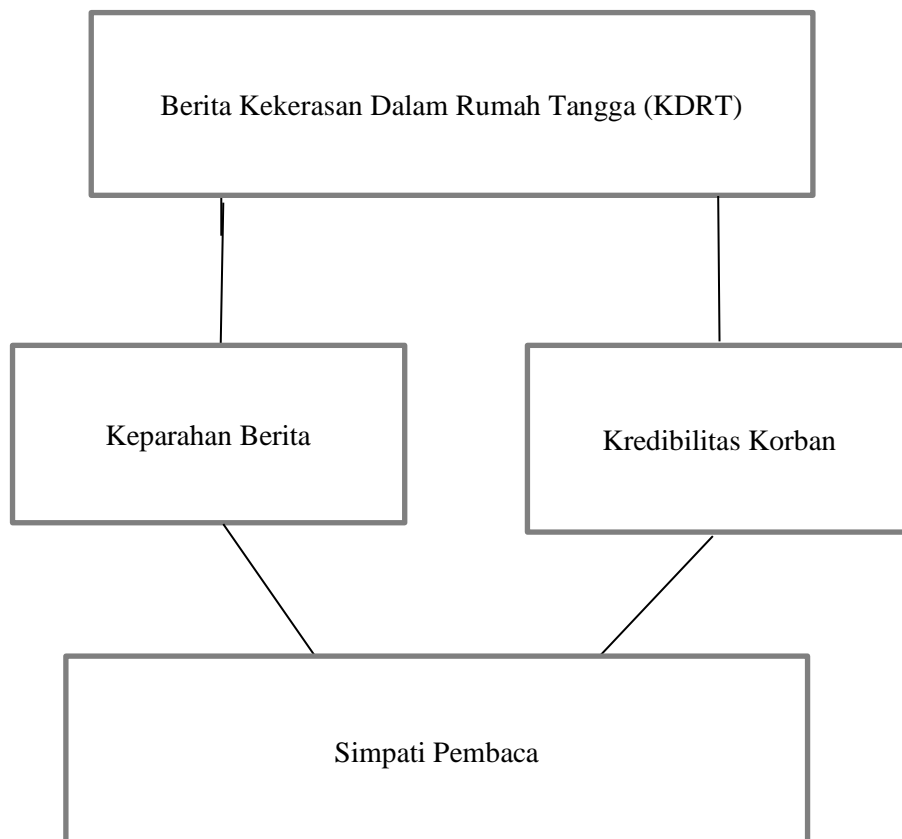 Berita Kekerasan Dalam Rumah Tangga (KDRT)
Keparahan Berita
Kredibilitas Korban
Simpati Pembaca